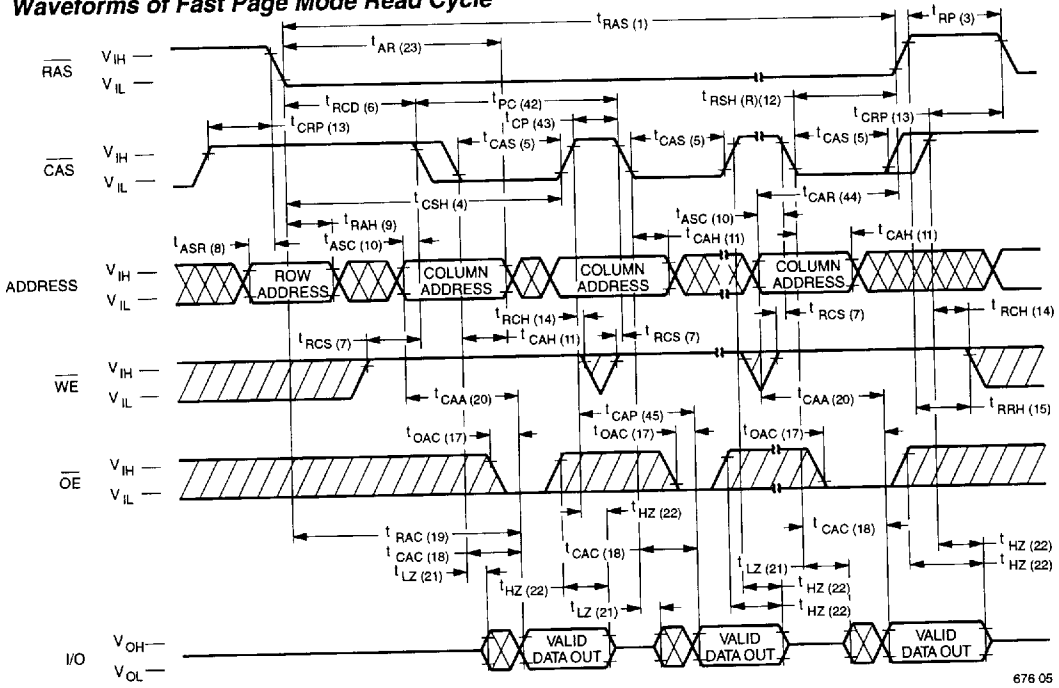 Waveforms of Fast Page Mode Read Cycle
t RAS (1)
t RP (3)
t AR (23)
RAS
V IH
V IL
t RCD (6)
t PC (42)
t RSH (R)(12)
t CRP (13)
t CP (43)
t CRP (13)
t CAS (5)
t CAS (5)
t CAS (5)
CAS
V IH
V IL
t CSH (4)
t CAR (44)
t RAH (9)
t ASC (10)
t ASR (8)
t ASC (10)
t CAH (11)
t CAH (11)
ADDRESS
V IH
V IL
ROW ADDRESS
COLUMN ADDRESS
COLUMN ADDRESS
COLUMN ADDRESS
t RCH (14)
t RCS (7)
t RCH (14)
t RCS (7)
t CAH (11)
t RCS (7)
WE
V IH
V IL
t CAA (20)
t CAP (45)
t CAA (20)
t RRH (15)
t OAC (17)
t OAC (17)
t OAC (17)
OE
V IH
V IL
t HZ (22)
t RAC (19)
t CAC (18)
t CAC (18)
t CAC (18)
t HZ (22)
t LZ (21)
t LZ (21)
t HZ (22)
t HZ (22)
t HZ (22)
t LZ (21)
t HZ (22)
I/O
V OH
V OL
VALID DATA OUT
VALID DATA OUT
VALID DATA OUT
676 05